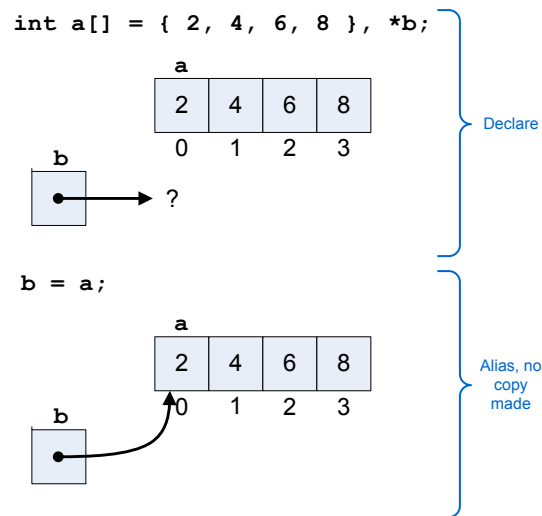 int a[] = { 2, 4, 6, 8 }, *b;
a
2 4 6 8
0 1 2 3
Declare
b
?
b = a;
a
2 4 6 8
0 1 2 3
Alias, no
copy
made
b